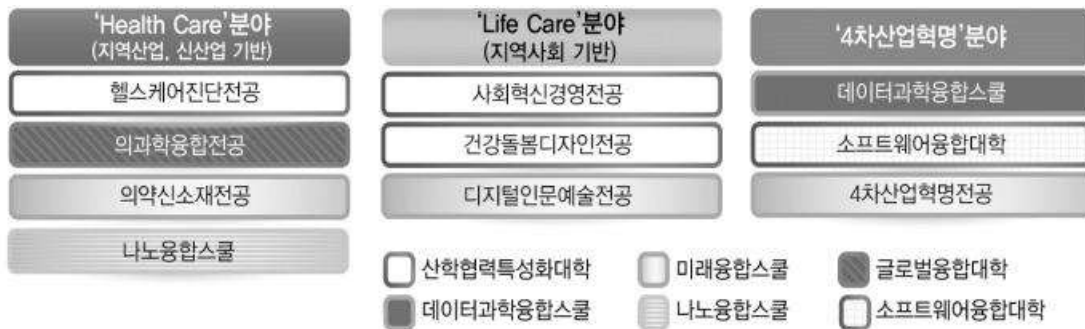 'Health Care'분야
(지역산업, 신산업 기반)
헬스케어진단전공
의과학융합전공
의약신소재전공
나노융합스쿨
'Life Care'분야
(지역사회 기반)
사회혁신경영전공
건강돌봄디자인전공
디지털인문예술전공
'4차산업혁명'분야
데이터과학융합스쿨
소프트웨어융합대학
4차산업혁명전공
산학협력특성화대학
미래융합스쿨
글로벌융합대학
데이터과학융합스쿨
나노융합스쿨
소프트웨어융합대학